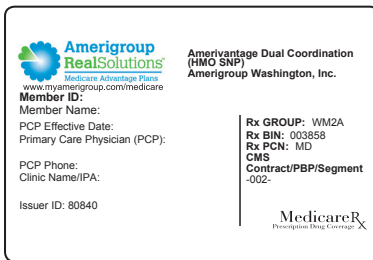 Amerigroup
RealSolutions
Medicare Advantage Plans
www.myamerigroup.com/medicare
Amerivantage Dual Coordination
(HMO SNP)
Amerigroup Washington, Inc.
Member ID:
Member Name:
PCP Effective Date:
Primary Care Physician (PCP):
PCP Phone:
Clinic Name/IPA:
Issuer ID: 80840
Rx GROUP: WM2A
Rx BIN: 003858
Rx PCN: MD
CMS
Contract/PBP/Segment
-002-
MedicareRx
Prescription Drug Coverage